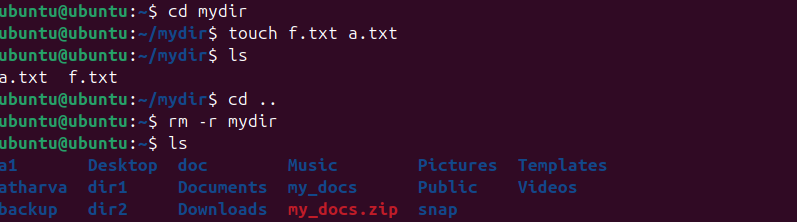 ubuntu@ubuntu:~$ cd mydir
ubuntu@ubuntu:~/mydir$ touch f.txt a.txt
ubuntu@ubuntu:~/mydir$ ls
a.txt  f.txt
ubuntu@ubuntu:~/mydir$ cd ..
ubuntu@ubuntu:~$ rm -r mydir
ubuntu@ubuntu:~$ ls
a1       Desktop  doc        Music        Pictures  Templates
atharva  dir1     Documents  my_docs      Public    Videos
backup   dir2     Downloads  my_docs.zip  snap